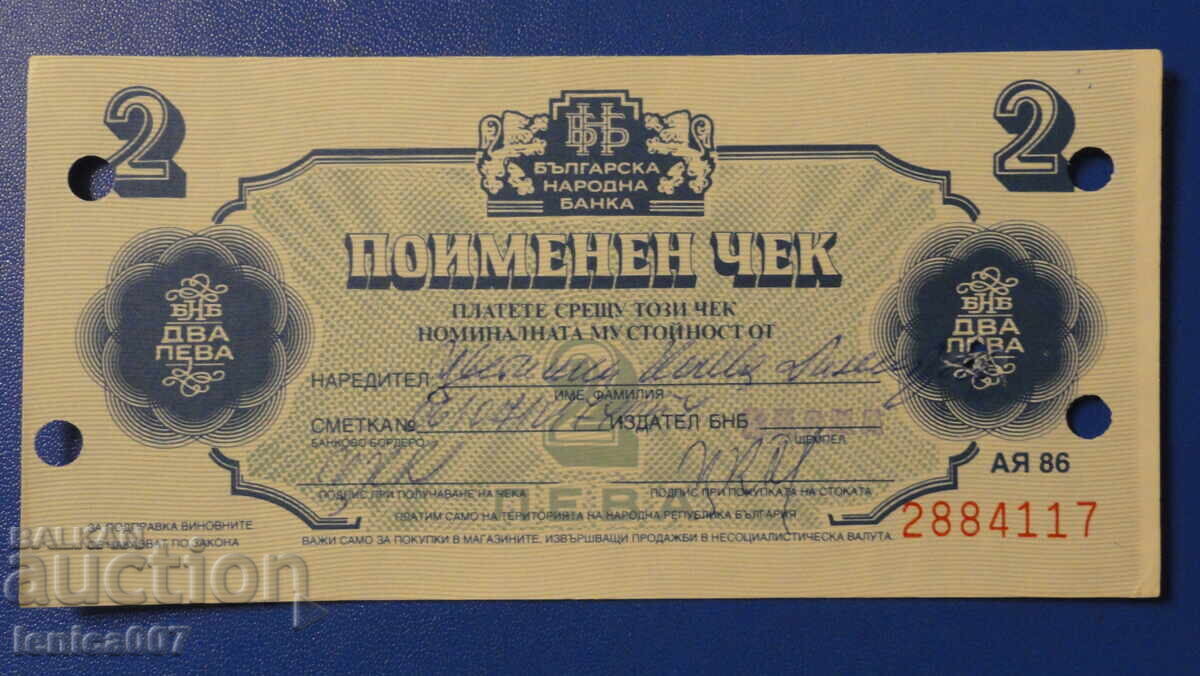 2
2
БНБ
БЪЛГАРСКА
НАРОДНА
БАНКА
ПОИМЕНЕН ЧЕК
ПЛАТЕТЕ СРЕЩУ ТОЗИ ЧЕК
НОМИНАЛНАТА МУ СТОЙНОСТ ОТ
БНБ
ДВА
ЛЕВА
БНБ
ДВА
ЛЕВА
НАРЕДИТЕЛ
ИМЕ, ФАМИЛИЯ
СМЕТКА № ИЗДАТЕЛ БНБ
БАНКОВО БОРДЕРО ЩЕМПЕЛ
2
ЛЕВА
АЯ 86
ПОДПИС ПРИ ПОЛУЧАВАНЕ НА ЧЕКА ПОДПИС ПРИ ПОКУПКАТА НА СТОКАТА
ПЛАТИМ САМО НА ТЕРИТОРИЯТА НА НАРОДНА РЕПУБЛИКА БЪЛГАРИЯ
2884117
ЗА ПОДПРАВКА ВИНОВНИТЕ
СЕ НАКАЗВАТ ПО ЗАКОНА
ВАЖИ САМО ЗА ПОКУПКИ В МАГАЗИНИТЕ, ИЗВЪРШВАЩИ ПРОДАЖБИ В НЕСОЦИАЛИСТИЧЕСКА ВАЛУТА.
BALKAN
auction
lenica007